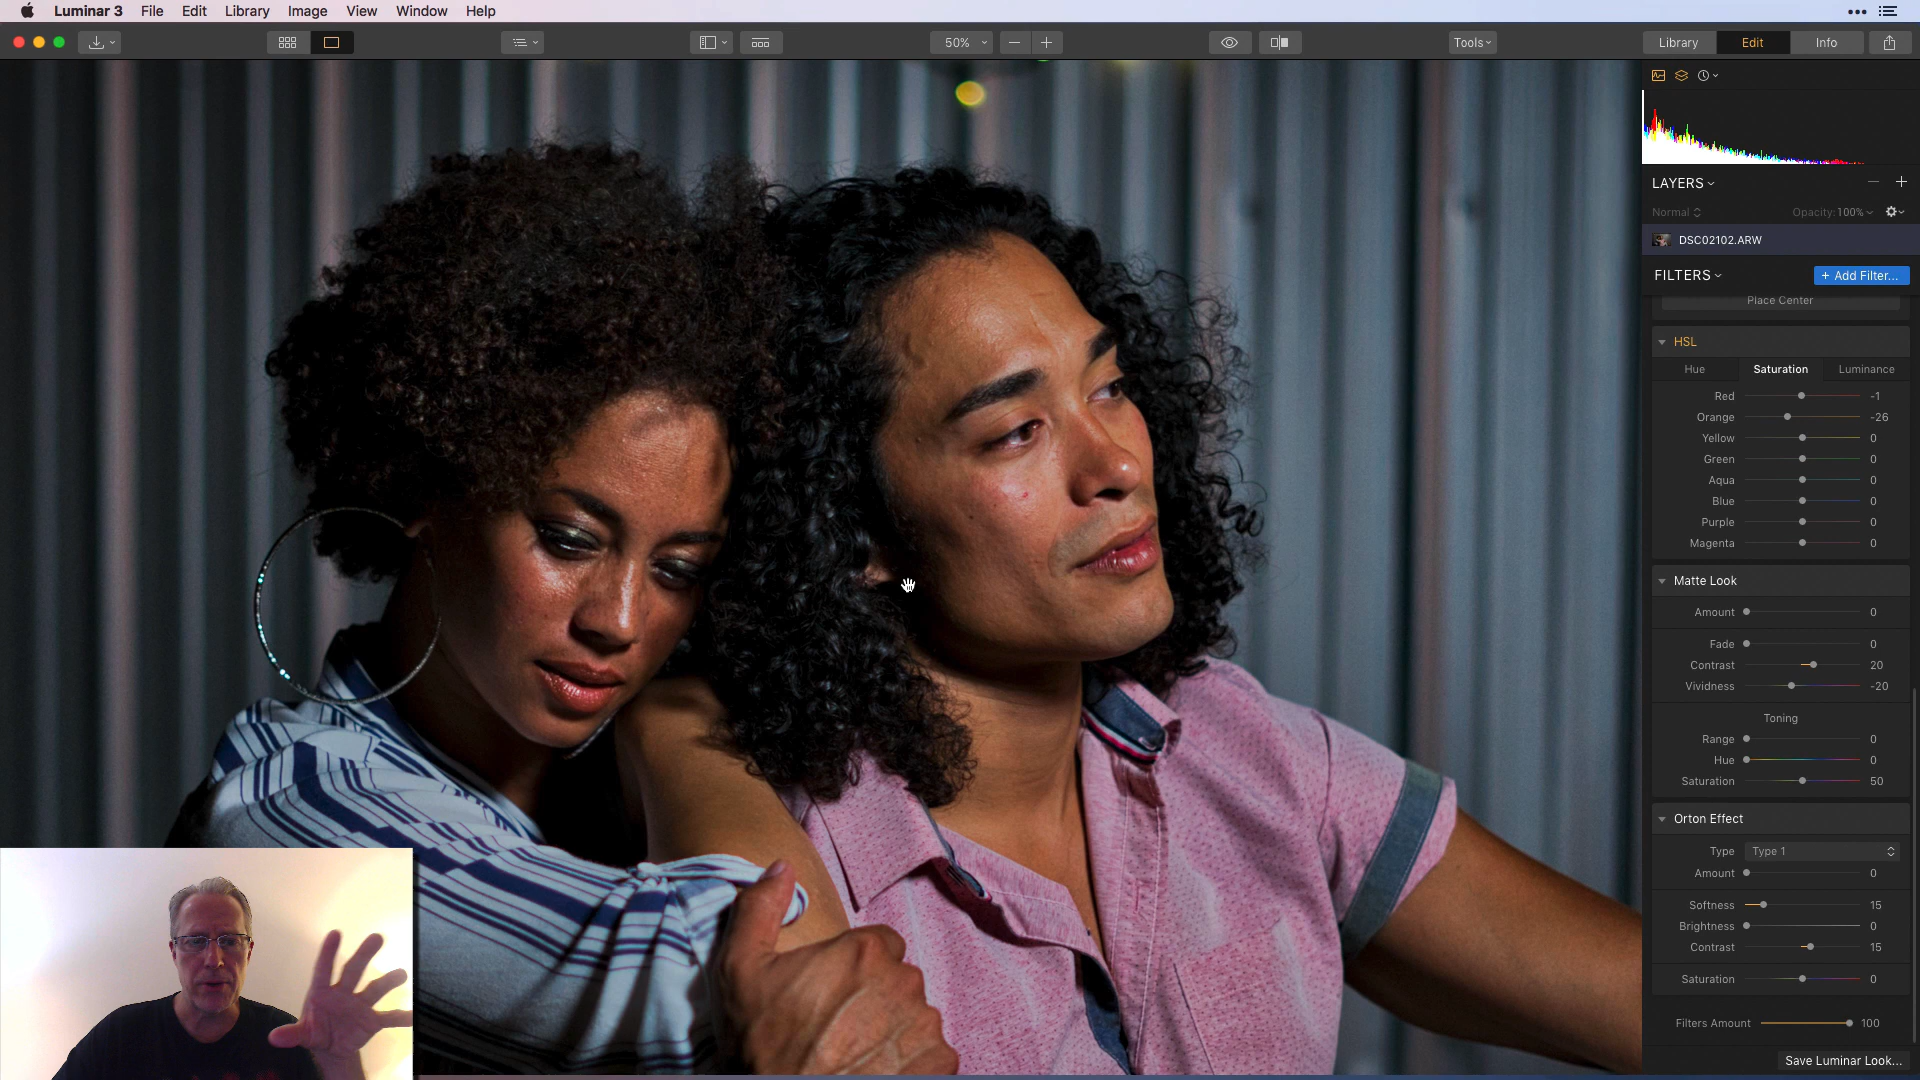 Luminar 3 File Edit Library Image View Window Help
50% Tools Library Edit Info
LAYERS
Normal Opacity: 100%
DSC02102.ARW
FILTERS + Add Filter...
Place Center
HSL
Hue Saturation Luminance
Red -1
Orange -26
Yellow 0
Green 0
Aqua 0
Blue 0
Purple 0
Magenta 0
Matte Look
Amount 0
Fade 0
Contrast 20
Vividness -20
Toning
Range 0
Hue 0
Saturation 50
Orton Effect
Type Type 1
Amount 0
Softness 15
Brightness 0
Contrast 15
Saturation 0
Filters Amount 100
Save Luminar Look...